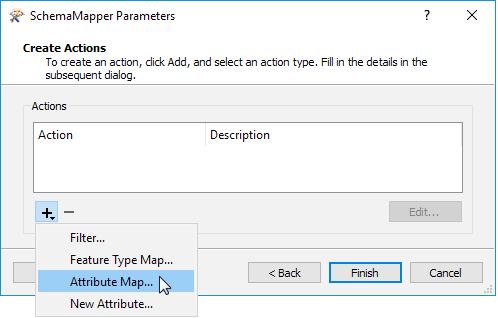 SchemaMapper Parameters
Create Actions
To create an action, click Add, and select an action type. Fill in the details in the
subsequent dialog.
Actions
Action Description
Edit...
Filter...
Feature Type Map...
Attribute Map...
New Attribute...
< Back Finish Cancel